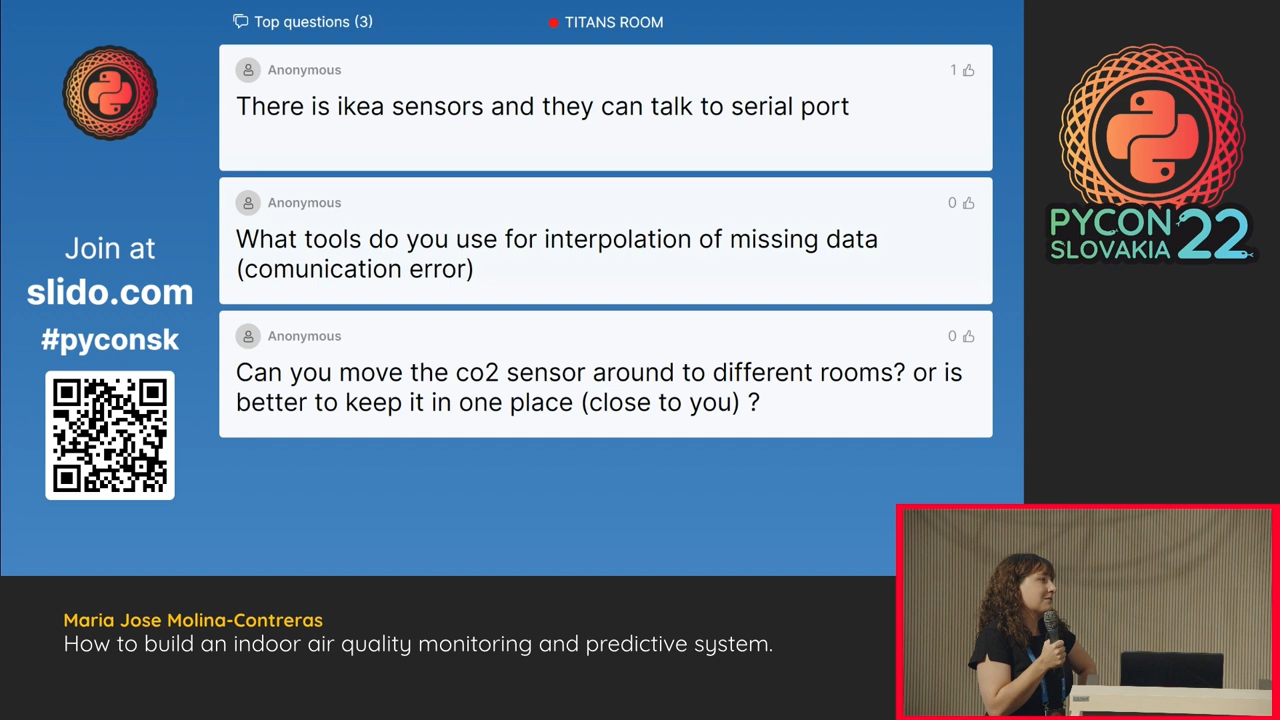 Top questions (3)
TITANS ROOM
Anonymous
1
There is ikea sensors and they can talk to serial port
Anonymous
0
What tools do you use for interpolation of missing data
(comunication error)
Anonymous
0
Can you move the co2 sensor around to different rooms? or is
better to keep it in one place (close to you) ?
Join at
slido.com
#pyconsk
PYCON
SLOVAKIA
22
Maria Jose Molina-Contreras
How to build an indoor air quality monitoring and predictive system.